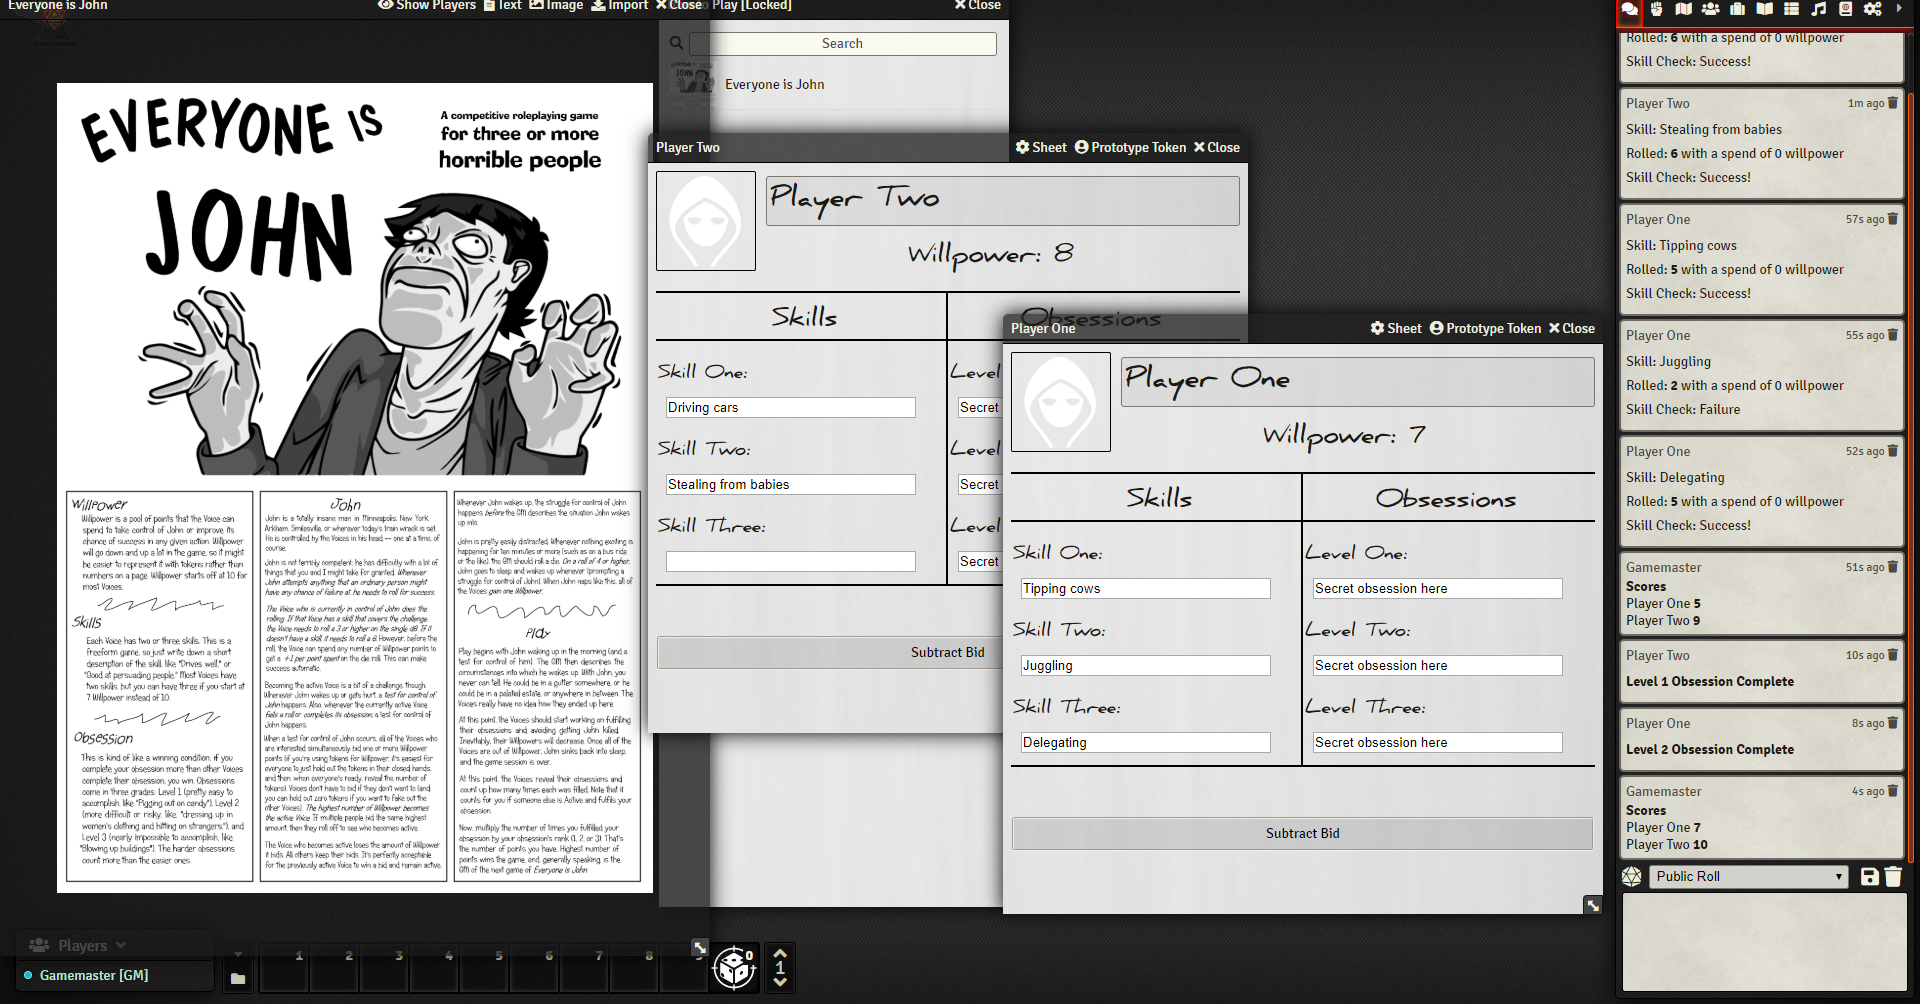 Everyone is John
Show Players
Text
Image
Import
Close
Play [Locked]
Close
Search
Everyone is John
EVERYONE IS
JOHN
A competitive roleplaying game
for three or more
horrible people
Willpower
Willpower is a pool of points that the Voice can
spend to take control of John or improve its
chance of success in any given action. Willpower
will go down and up a lot in the game, so it might
be easier to represent it with tokens rather than
numbers on a page. Willpower starts off at 10 for
most Voices.
Skills
Each Voice has two or three skills. This is a
freeform game, so just write down a short
description of the skill, like "Drives well," or
"Good at persuading people." Most Voices have
two skills, but you can have three if you start at
7 Willpower instead of 10.
Obsession
This is kind of like a winning condition: if you
complete your obsession more than other Voices
complete their obsession, you win. Obsessions
come in three grades. Level 1 (pretty easy to
accomplish, like "Pigging out on candy"), Level 2
(more difficult or risky, like, "dressing up in
women's clothing and hitting on strangers,"), and
Level 3 (nearly impossible to accomplish, like,
"Blowing up buildings"). The harder obsessions
count more than the easier ones.
John
John is a totally insane man in Minneapolis, New York,
Arkham, Smilesville, or wherever today's train wreck is set.
He is controlled by the Voices in his head -- one at a time, of
course.
John is not terribly competent; he has difficulty with a lot of
things that you and I might take for granted. Whenever
John attempts anything that an ordinary person might
have any chance of failure at, he needs to roll for success.
The Voice who is currently in control of John does the
rolling. If that Voice has a skill that covers the challenge,
the Voice needs to roll a 3 or higher on the single d6. If it
doesn't have a skill, it needs to roll a 6. However, before the
roll, the Voice can spend any number of Willpower points to
get a +1 per point spent on the die roll. This can make
success automatic.
Becoming the active Voice is a bit of a challenge, though.
Whenever John wakes up or gets hurt, a test for control of
John happens. Also, whenever the currently active Voice
fails a roll or completes its obsession, a test for control of
John happens.
When a test for control of John occurs, all of the Voices who
are interested simultaneously bid one or more Willpower
points (if you're using tokens for Willpower, it's easiest for
everyone to just hold out the tokens in their closed hands,
and then, when everyone's ready, reveal the number of
tokens). Voices don't have to bid if they don't want to (and
you can hold out zero tokens if you want to fake out the
other Voices). The highest number of Willpower becomes
the active Voice. If multiple people bid the same highest
amount, then they roll off to see who becomes active.
The Voice who becomes active loses the amount of Willpower
it bids. All others keep their bids. It's perfectly acceptable
for the previously active Voice to win a bid and remain active.
Whenever John wakes up, the struggle for control of John
happens before the GM describes the situation John wakes
up into.
John is pretty easily distracted. Whenever nothing exciting is
happening for ten minutes or more (such as on a bus ride
or the like), the GM should roll a die. On a roll of 4 or higher,
John goes to sleep and wakes up wherever (prompting a
struggle for control of John). When John naps like this, all of
the Voices gain one Willpower.
Play
Play begins with John waking up in the morning (and a
test for control of him). The GM then describes the
circumstances into which he wakes up. With John, you
never can tell. He could be in a gutter somewhere, or he
could be in a palatial estate, or anywhere in between. The
Voices really have no idea how they ended up here.
At this point, the Voices should start working on fulfilling
their obsessions and avoiding getting John killed.
Inevitably, their Willpowers will decrease. Once all of the
Voices are out of Willpower, John sinks back into sleep,
and the game session is over.
At this point, the Voices reveal their obsessions and
count up how many times each was filled. Note that it
counts for you if someone else is Active and fulfils your
obsession.
Now, multiply the number of times you fulfilled your
obsession by your obsession's rank (1, 2, or 3). That's
the number of points you have. Highest number of
points wins the game, and, generally speaking, is the
GM of the next game of Everyone is John.
Player Two
Sheet
Prototype Token
Close
Player Two
Willpower: 8
Skills
Obsessions
Skill One:
Level
Driving cars
Secret
Skill Two:
Level
Stealing from babies
Secret
Skill Three:
Level
Secret
Subtract Bid
Player One
Sheet
Prototype Token
Close
Player One
Willpower: 7
Skills
Obsessions
Skill One:
Level One:
Tipping cows
Secret obsession here
Skill Two:
Level Two:
Juggling
Secret obsession here
Skill Three:
Level Three:
Delegating
Secret obsession here
Subtract Bid
Rolled: 6 with a spend of 0 willpower
Skill Check: Success!
Player Two 1m ago
Skill: Stealing from babies
Rolled: 6 with a spend of 0 willpower
Skill Check: Success!
Player One 57s ago
Skill: Tipping cows
Rolled: 5 with a spend of 0 willpower
Skill Check: Success!
Player One 55s ago
Skill: Juggling
Rolled: 2 with a spend of 0 willpower
Skill Check: Failure
Player One 52s ago
Skill: Delegating
Rolled: 5 with a spend of 0 willpower
Skill Check: Success!
Gamemaster 51s ago
Scores
Player One 5
Player Two 9
Player Two 10s ago
Level 1 Obsession Complete
Player One 8s ago
Level 2 Obsession Complete
Gamemaster 4s ago
Scores
Player One 7
Player Two 10
Public Roll
Players
Gamemaster [GM]
1 2 3 4 5 6 7 8 9 0
1